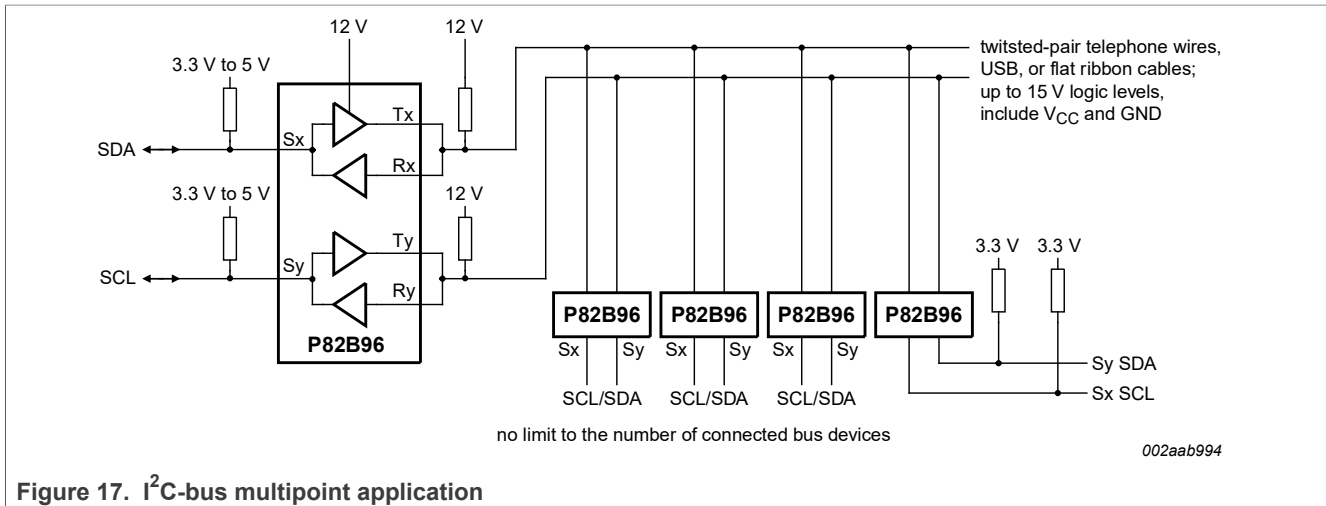 12 V
12 V
3.3 V to 5 V
twitsted-pair telephone wires,
USB, or flat ribbon cables;
up to 15 V logic levels,
include VCC and GND
Tx
Sx
SDA
Rx
3.3 V to 5 V
12 V
Ty
Sy
SCL
Ry
P82B96
3.3 V 3.3 V
P82B96 P82B96 P82B96 P82B96
Sx Sy Sx Sy Sx Sy
Sy SDA
SCL/SDA SCL/SDA SCL/SDA
Sx SCL
no limit to the number of connected bus devices
002aab994
Figure 17. I²C-bus multipoint application